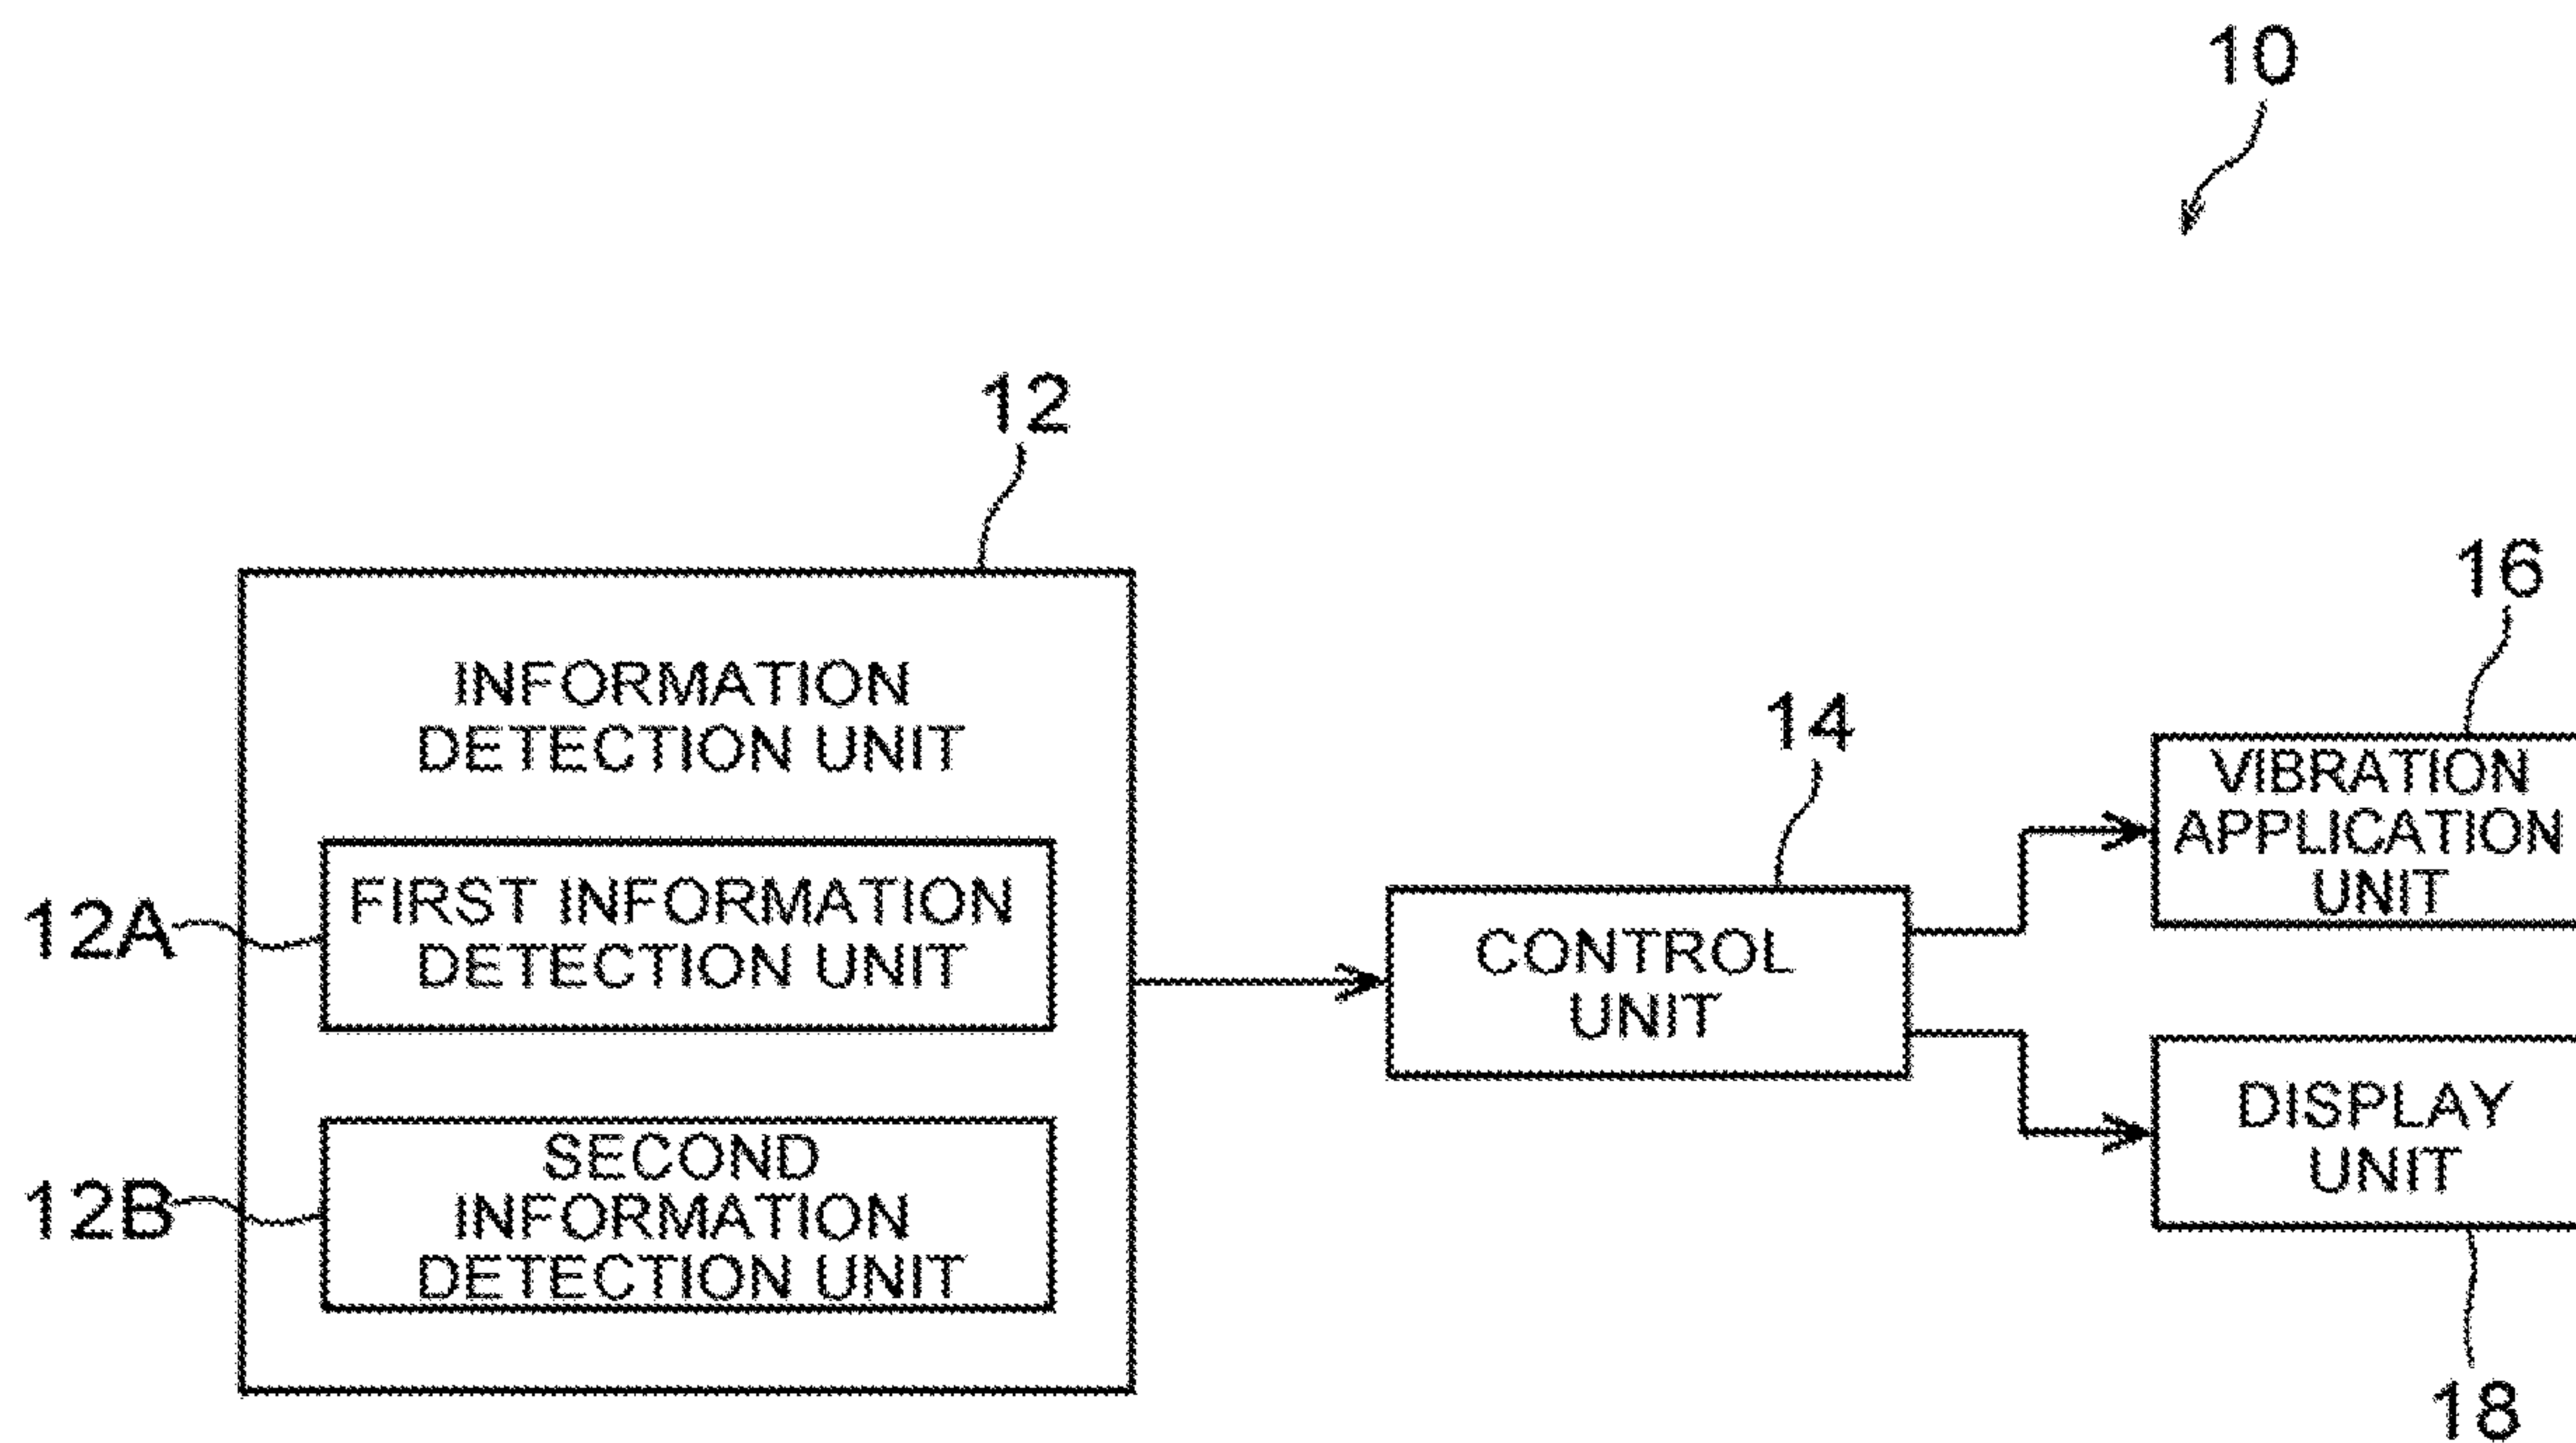 10
12
INFORMATION
DETECTION UNIT
12A
FIRST INFORMATION
DETECTION UNIT
12B
SECOND
INFORMATION
DETECTION UNIT
14
CONTROL
UNIT
16
VIBRATION
APPLICATION
UNIT
DISPLAY
UNIT
18